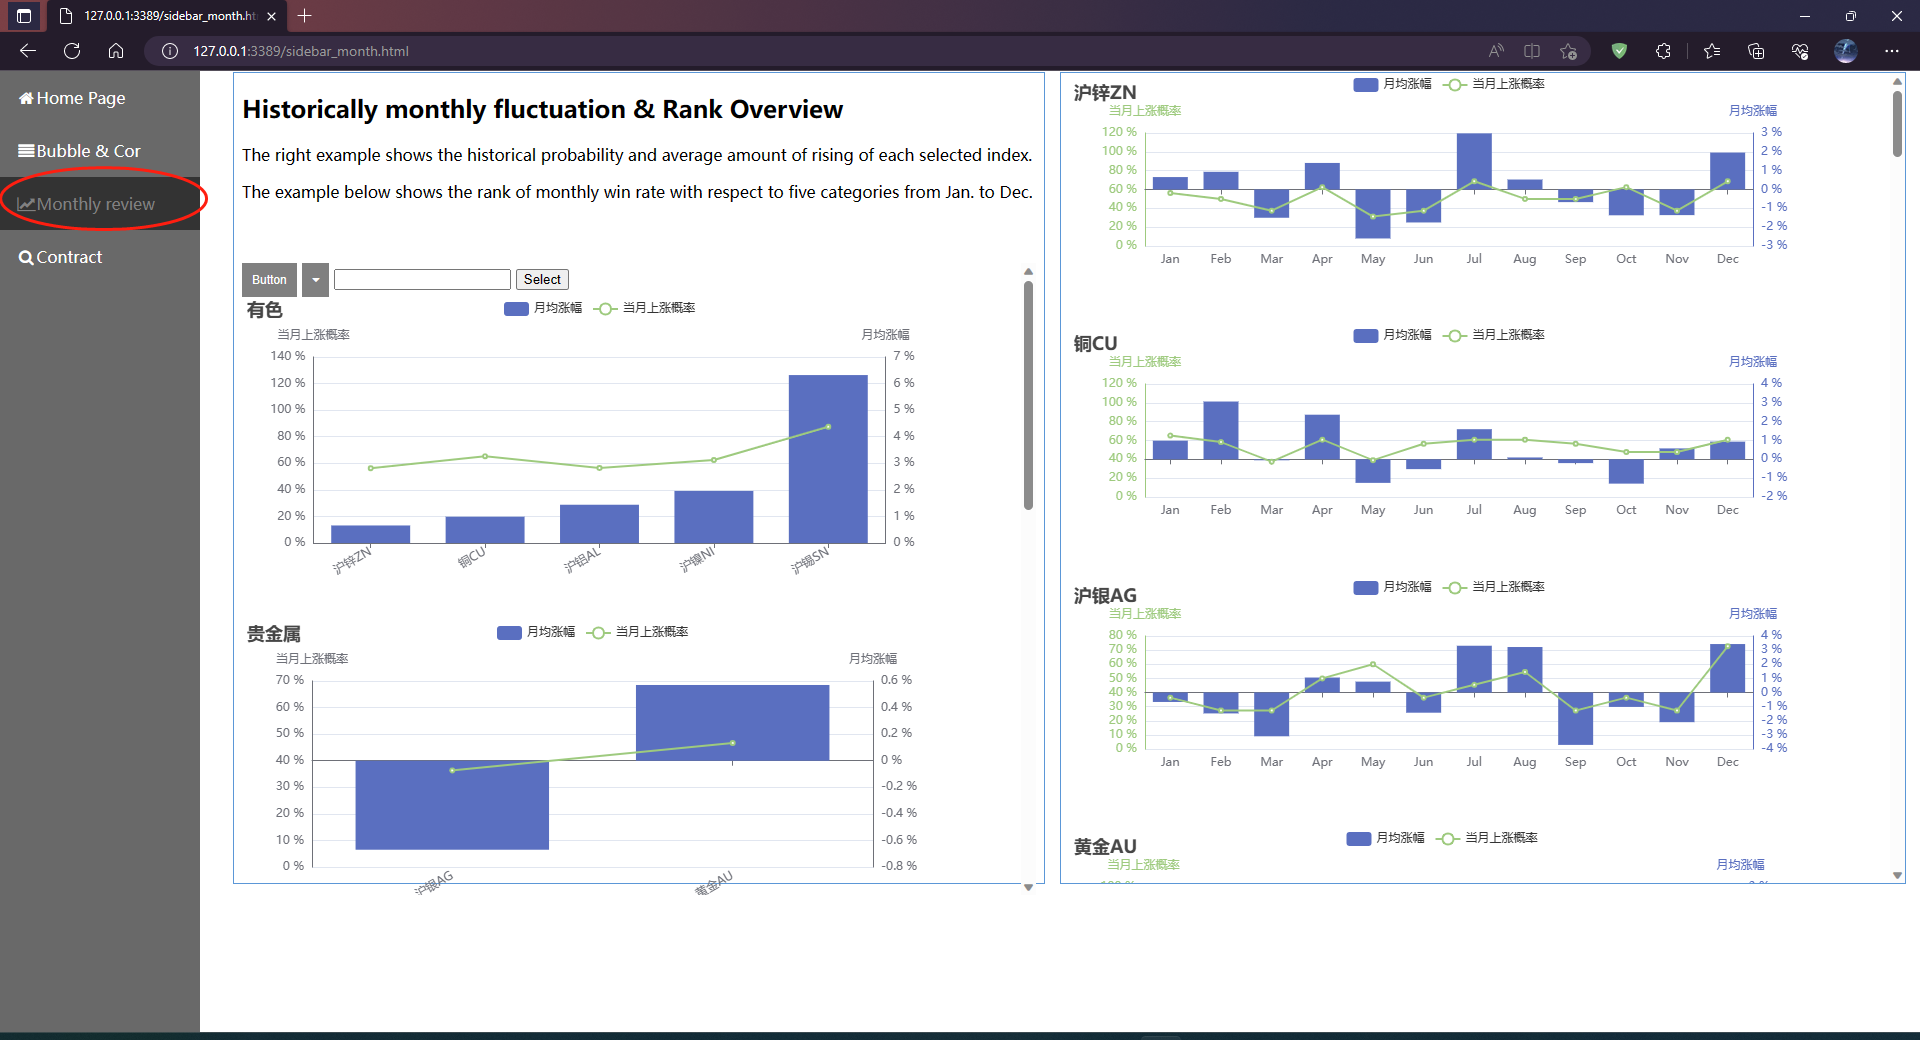 127.0.0.1:3389/sidebar_month.ht
127.0.0.1:3389/sidebar_month.html
Home Page
Bubble & Cor
Monthly review
Contract
Historically monthly fluctuation & Rank Overview
The right example shows the historical probability and average amount of rising of each selected index.
The example below shows the rank of monthly win rate with respect to five categories from Jan. to Dec.
Button
Select
有色
月均涨幅 当月上涨概率
当月上涨概率 月均涨幅
140 % 7 %
120 % 6 %
100 % 5 %
80 % 4 %
60 % 3 %
40 % 2 %
20 % 1 %
0 % 0 %
沪锌ZN 铜CU 沪铝AL 沪镍NI 沪锡SN
贵金属
月均涨幅 当月上涨概率
当月上涨概率 月均涨幅
70 % 0.6 %
60 % 0.4 %
50 % 0.2 %
40 % 0 %
30 % -0.2 %
20 % -0.4 %
10 % -0.6 %
0 % -0.8 %
沪银AG 黄金AU
沪锌ZN
月均涨幅 当月上涨概率
当月上涨概率 月均涨幅
120 % 3 %
100 % 2 %
80 % 1 %
60 % 0 %
40 % -1 %
20 % -2 %
0 % -3 %
Jan Feb Mar Apr May Jun Jul Aug Sep Oct Nov Dec
铜CU
月均涨幅 当月上涨概率
当月上涨概率 月均涨幅
120 % 4 %
100 % 3 %
80 % 2 %
60 % 1 %
40 % 0 %
20 % -1 %
0 % -2 %
Jan Feb Mar Apr May Jun Jul Aug Sep Oct Nov Dec
沪银AG
月均涨幅 当月上涨概率
当月上涨概率 月均涨幅
80 % 4 %
70 % 3 %
60 % 2 %
50 % 1 %
40 % 0 %
30 % -1 %
20 % -2 %
10 % -3 %
0 % -4 %
Jan Feb Mar Apr May Jun Jul Aug Sep Oct Nov Dec
黄金AU
月均涨幅 当月上涨概率
当月上涨概率 月均涨幅